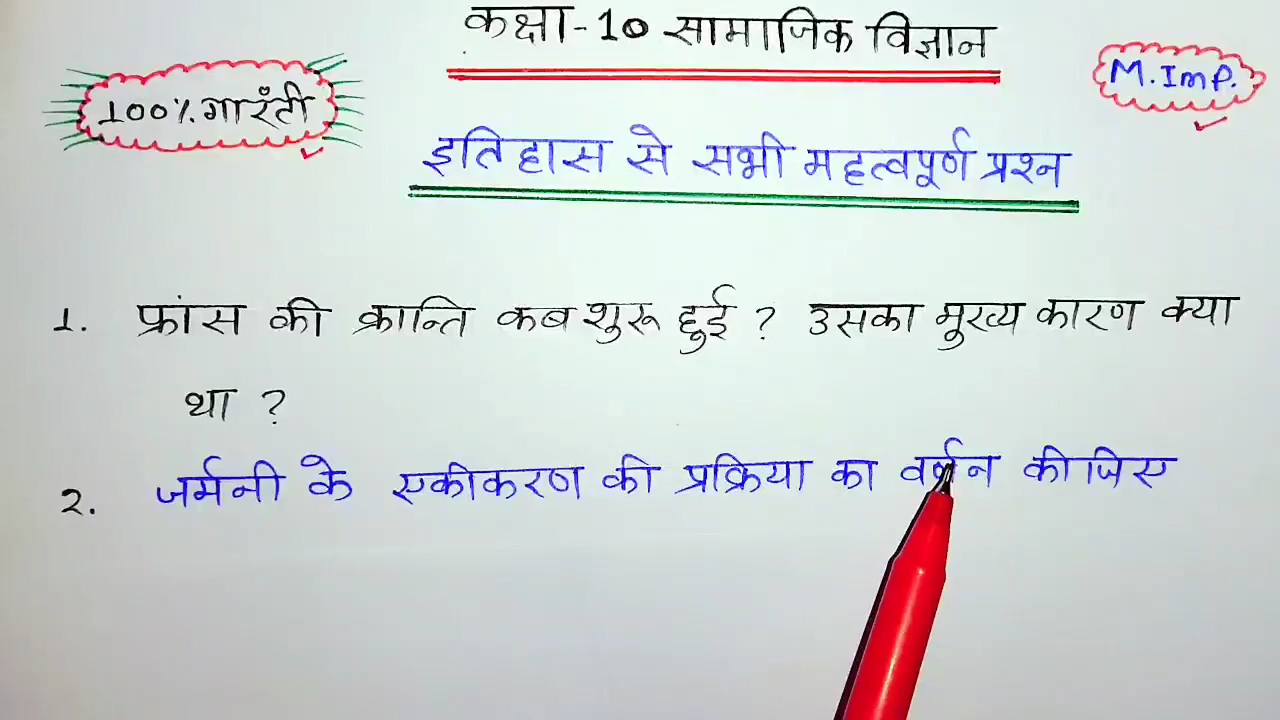 कक्षा-10 सामाजिक विज्ञान
100% गारंटी
M. Imp.
इतिहास से सभी महत्वपूर्ण प्रश्न
1. फ्रांस की क्रान्ति कब शुरू हुई ? उसका मुख्य कारण क्या
था ?
2. जर्मनी के एकीकरण की प्रक्रिया का वर्णन कीजिए